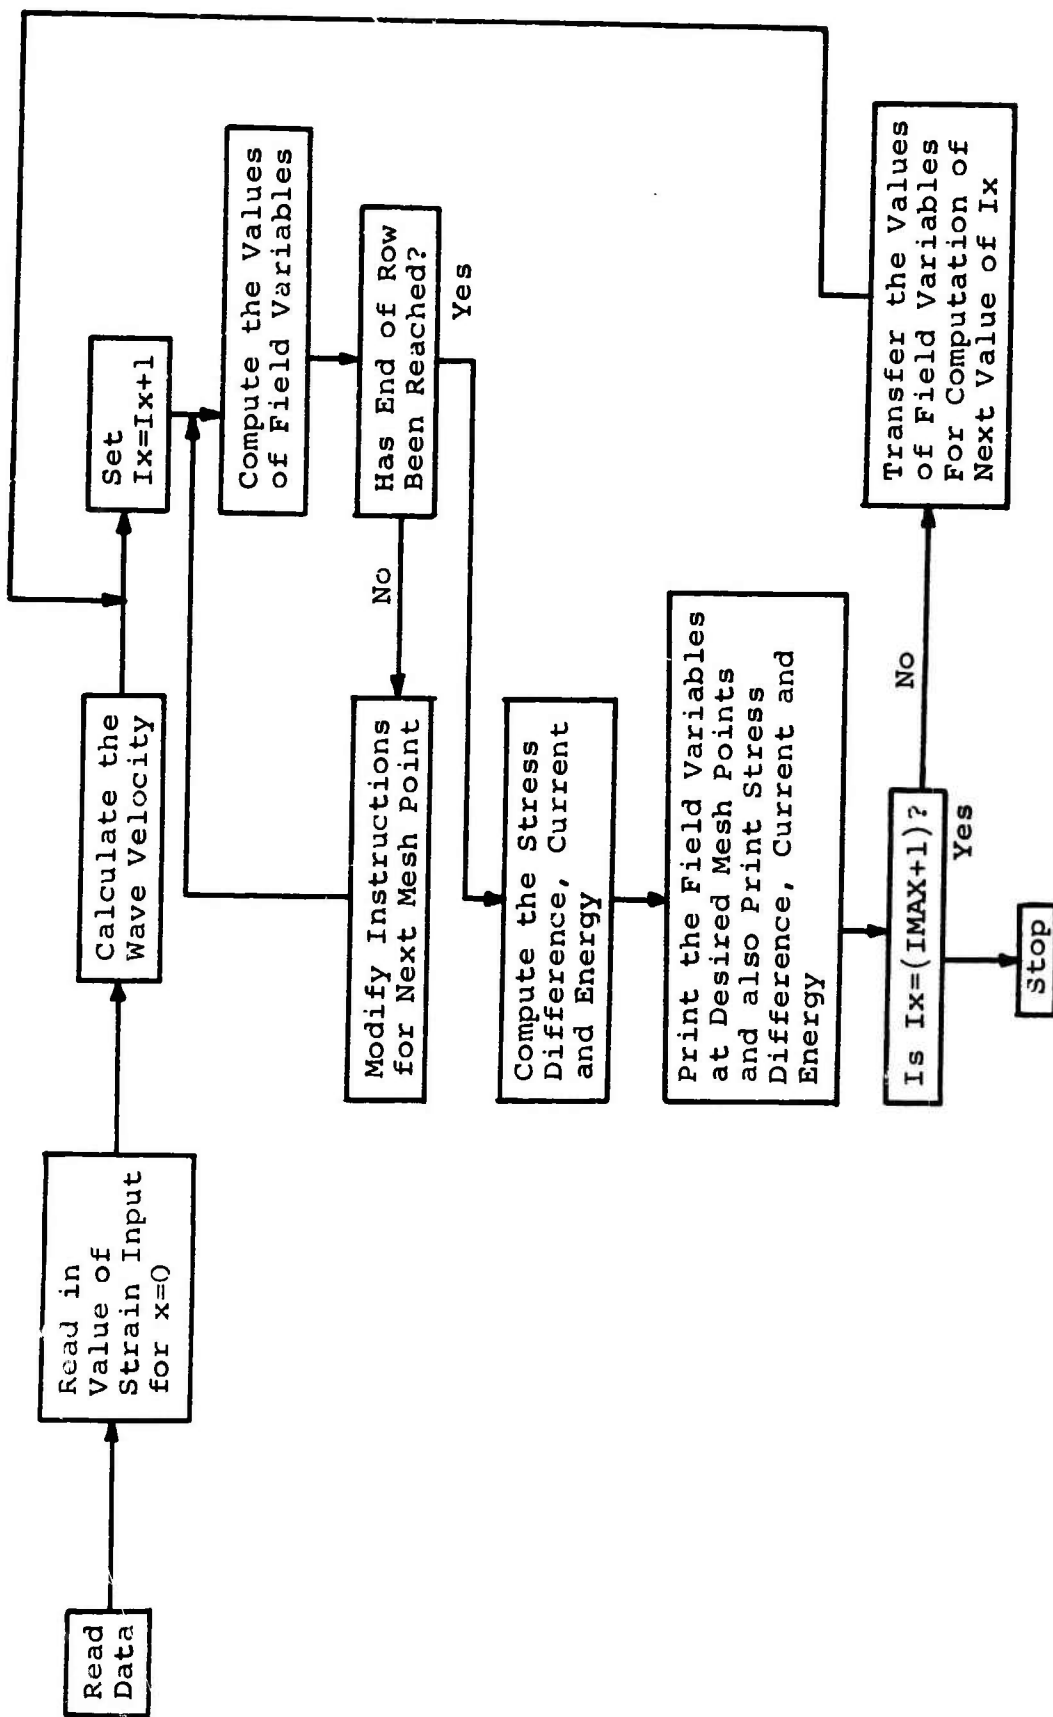 Read
Data
Read in
Value of
Strain Input
for x=0
Calculate the
Wave Velocity
Set
Ix=Ix+1
Compute the Values
of Field Variables
Has End of Row
Been Reached?
No
Yes
Modify Instructions
for Next Mesh Point
Compute the Stress
Difference, Current
and Energy
Print the Field Variables
at Desired Mesh Points
and also Print Stress
Difference, Current and
Energy
Is Ix=(IMAX+1)?
No
Yes
Transfer the Values
of Field Variables
For Computation of
Next Value of Ix
Stop